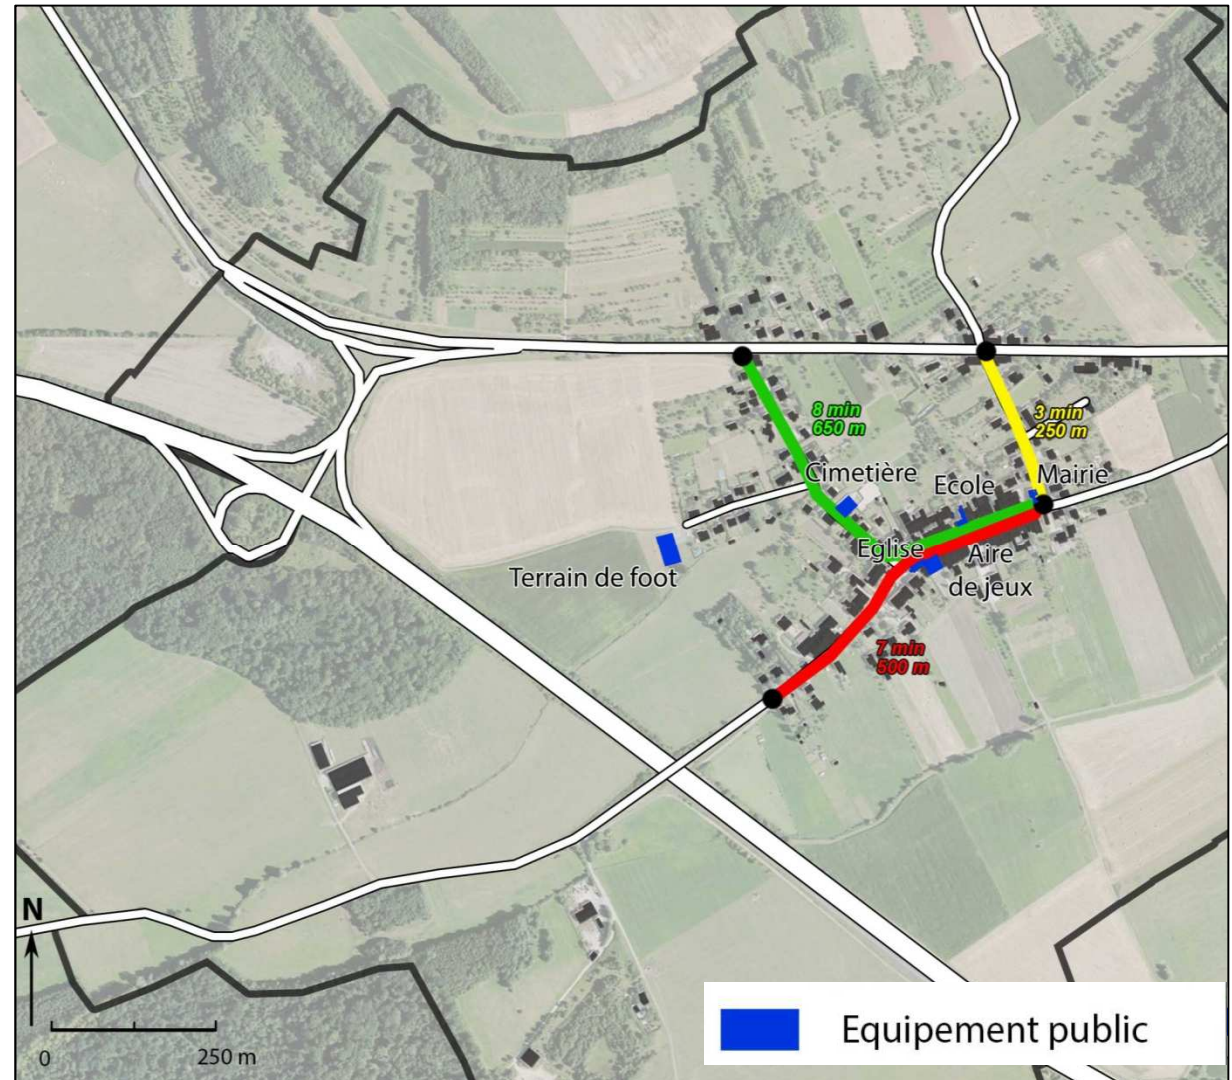 8 min
650 m
3 min
250 m
Cimetière
Mairie
Ecole
Eglise
Aire
de jeux
Terrain de foot
7 min
500 m
N
0
250 m
Equipement public